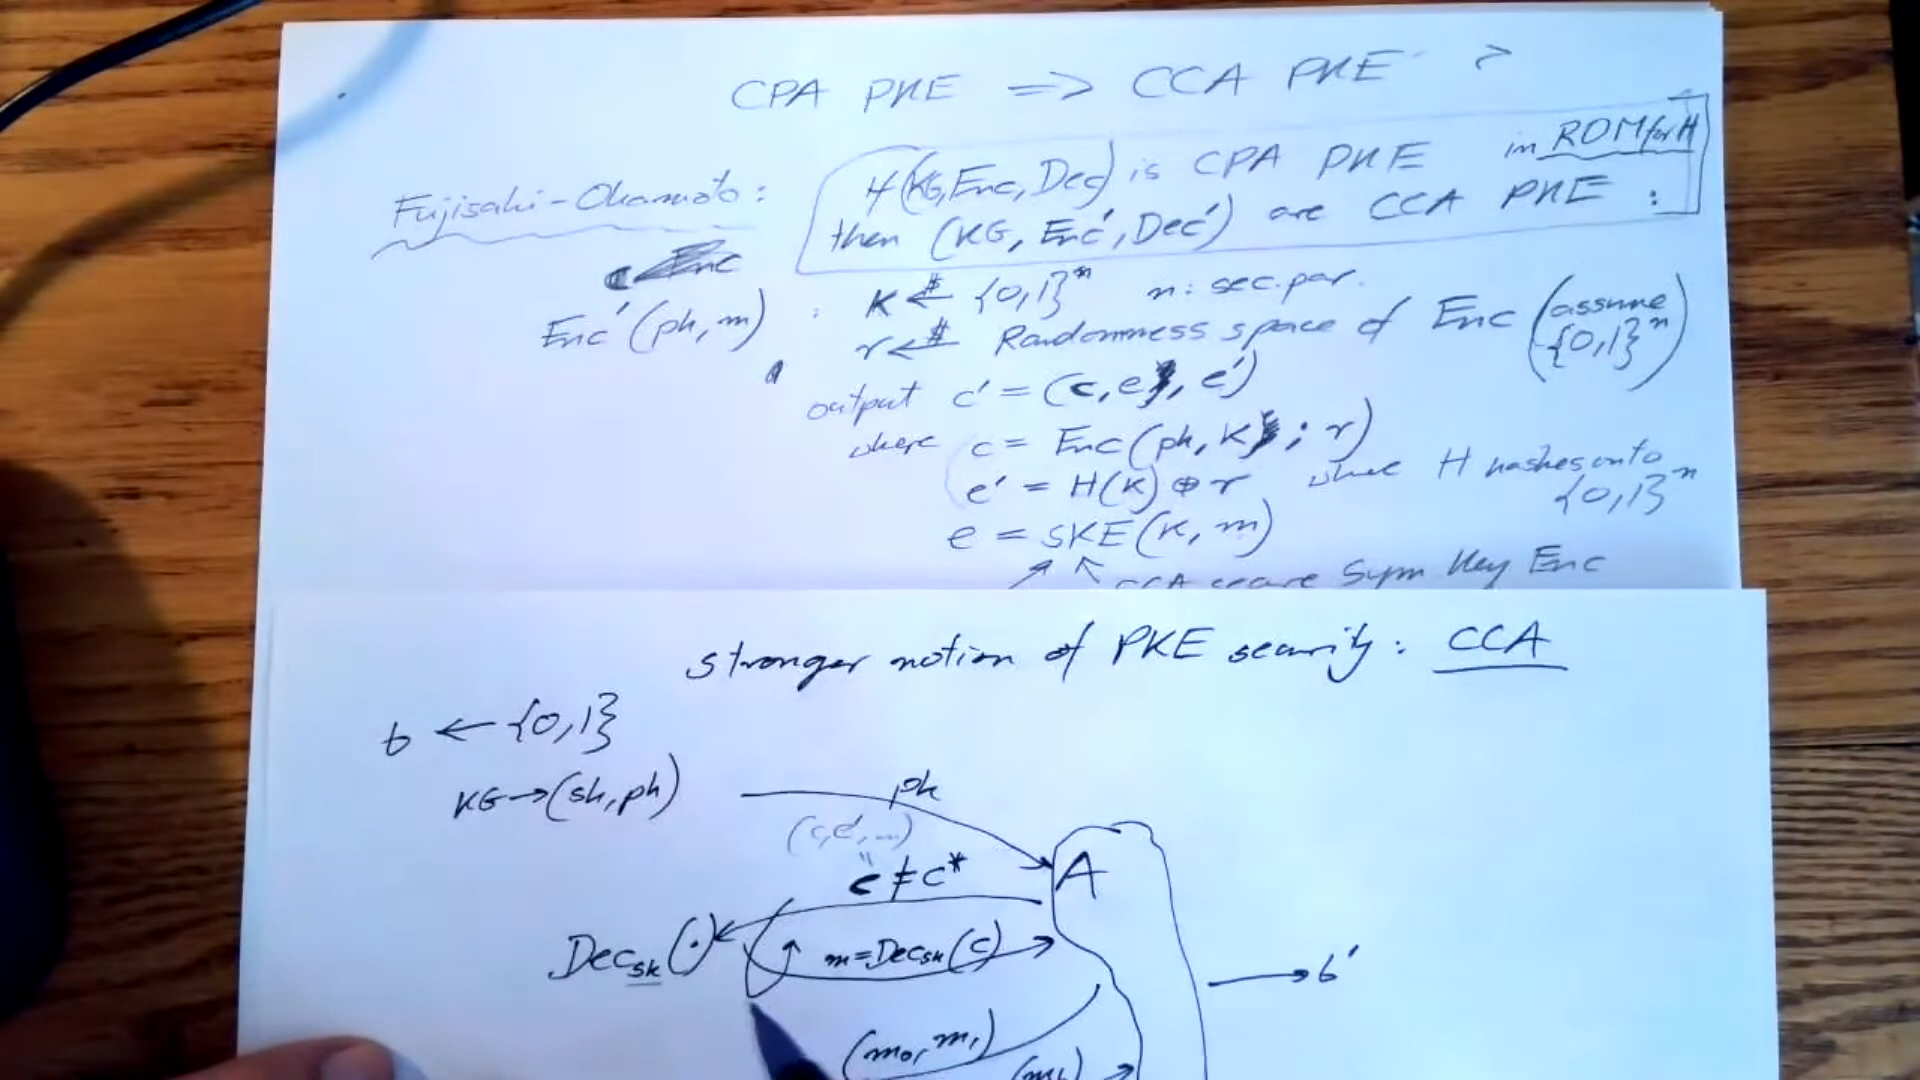 CPA PKE => CCA PKE ?
in ROM for H
Fujisaki-Okamoto: If (KG, Enc, Dec) is CPA PKE
then (KG, Enc', Dec') are CCA PKE :
Enc'(pk, m) : K <-$ {0,1}^n n: sec. par.
r <-$ Randomness space of Enc (assume {0,1}^n)
output c' = (c, e, e')
where c = Enc(pk, K ; r)
e' = H(K) ⊕ r where H hashes onto {0,1}^n
e = SKE(K, m)
CCA secure Sym Key Enc
stronger notion of PKE security: CCA
b <- {0,1}
KG→(sk, pk) pk
(c, e', ...)
"
c ≠ c* A
Dec_sk(·) m = Dec_sk(c) b'
(m0, m1)